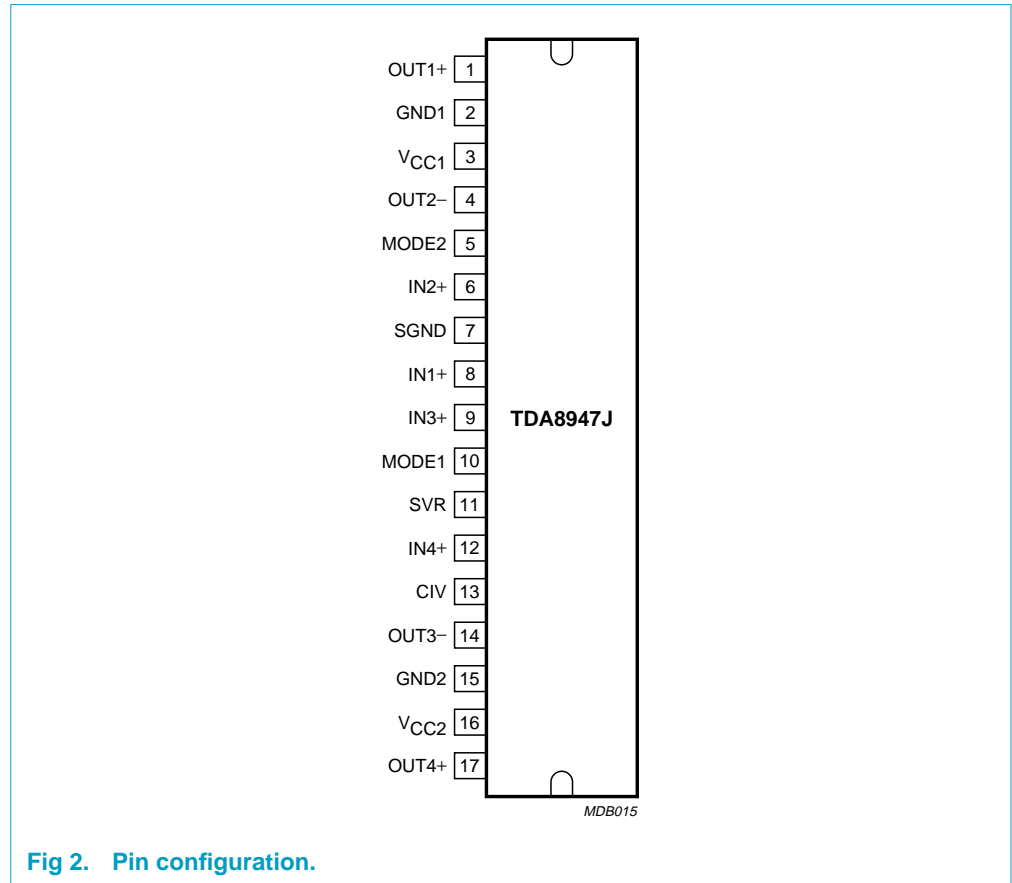 OUT1+ 1
GND1 2
VCC1 3
OUT2− 4
MODE2 5
IN2+ 6
SGND 7
IN1+ 8
IN3+ 9
TDA8947J
MODE1 10
SVR 11
IN4+ 12
CIV 13
OUT3− 14
GND2 15
VCC2 16
OUT4+ 17
MDB015
Fig 2. Pin configuration.